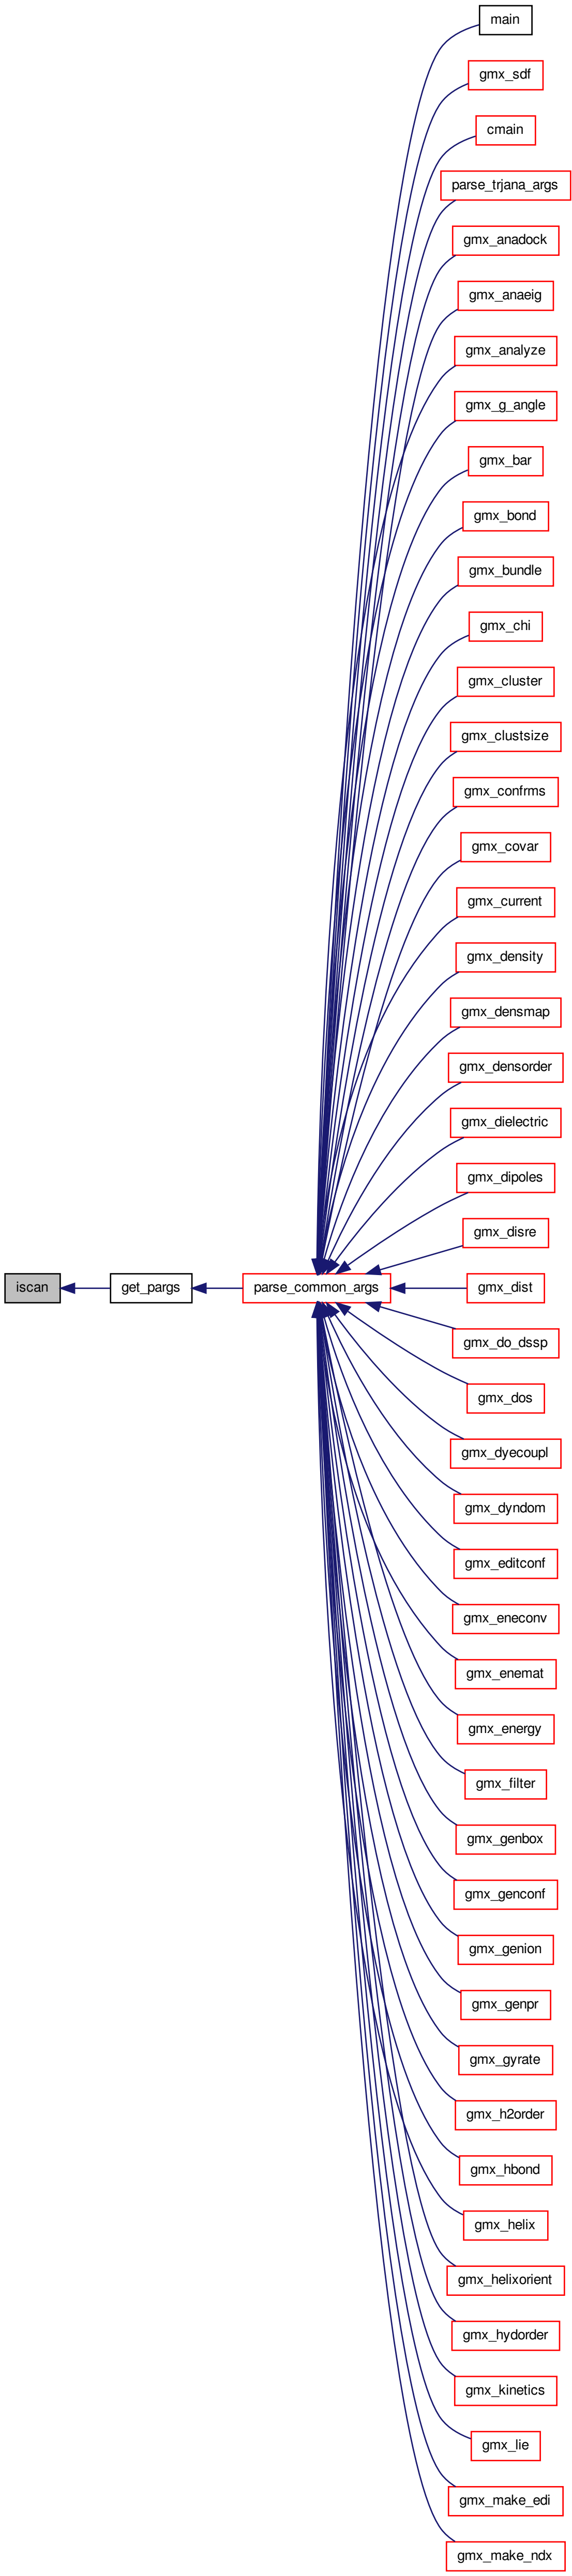 main
gmx_sdf
cmain
parse_trjana_args
gmx_anadock
gmx_anaeig
gmx_analyze
gmx_g_angle
gmx_bar
gmx_bond
gmx_bundle
gmx_chi
gmx_cluster
gmx_clustsize
gmx_confrms
gmx_covar
gmx_current
gmx_density
gmx_densmap
gmx_densorder
gmx_dielectric
gmx_dipoles
gmx_disre
iscan get_pargs parse_common_args gmx_dist
gmx_do_dssp
gmx_dos
gmx_dyecoupl
gmx_dyndom
gmx_editconf
gmx_eneconv
gmx_enemat
gmx_energy
gmx_filter
gmx_genbox
gmx_genconf
gmx_genion
gmx_genpr
gmx_gyrate
gmx_h2order
gmx_hbond
gmx_helix
gmx_helixorient
gmx_hydorder
gmx_kinetics
gmx_lie
gmx_make_edi
gmx_make_ndx